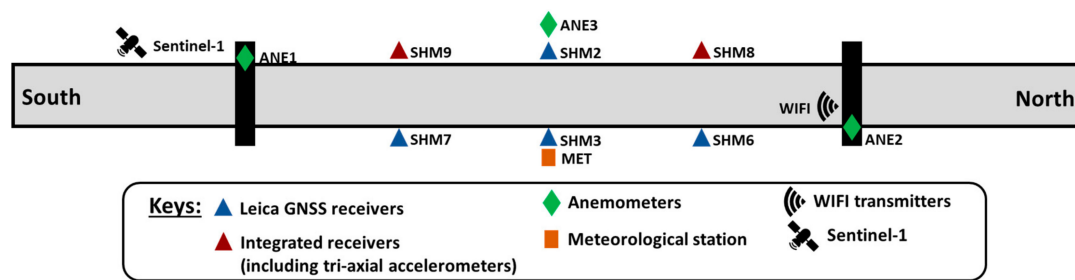 ANE3
Sentinel-1
ANE1
SHM9
SHM2
SHM8
South
WIFI
North
SHM7
SHM3
SHM6
ANE2
MET
Keys:
Leica GNSS receivers
Anemometers
WIFI transmitters
Integrated receivers
(including tri-axial accelerometers)
Meteorological station
Sentinel-1